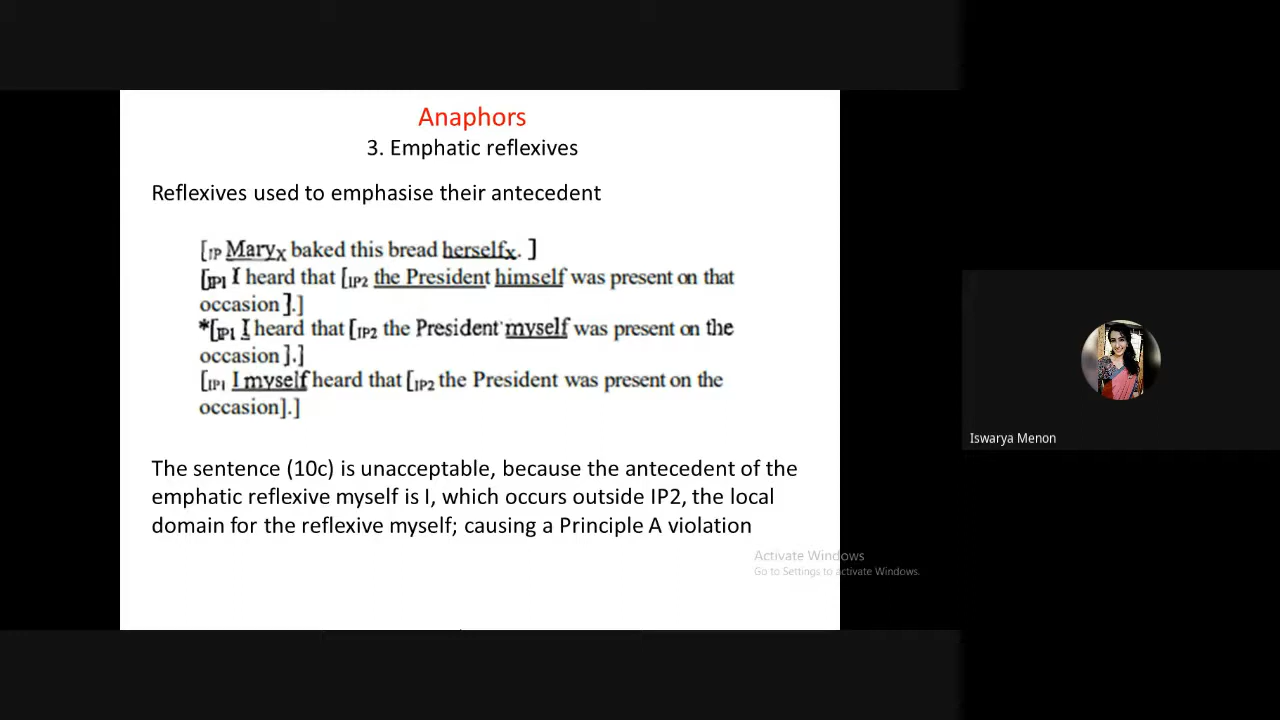 Anaphors
3. Emphatic reflexives
Reflexives used to emphasise their antecedent
[IP MaryX baked this bread herselfX. ]
[IP1 I heard that [IP2 the President himself was present on that
occasion ].]
*[IP1 I heard that [IP2 the President myself was present on the
occasion ].]
[IP1 I myself heard that [IP2 the President was present on the
occasion].]
The sentence (10c) is unacceptable, because the antecedent of the
emphatic reflexive myself is I, which occurs outside IP2, the local
domain for the reflexive myself; causing a Principle A violation
Activate Windows
Go to Settings to activate Windows.
Iswarya Menon